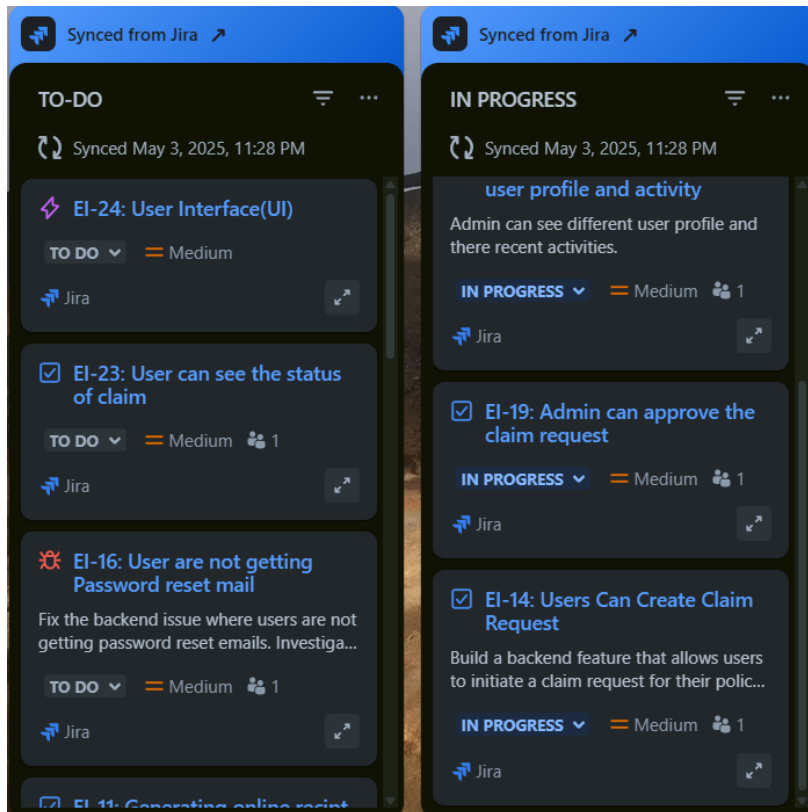 Synced from Jira ↗
TO-DO
Synced May 3, 2025, 11:28 PM
EI-24: User Interface(UI)
TO DO
Medium
Jira
EI-23: User can see the status
of claim
TO DO
Medium
1
Jira
EI-16: User are not getting
Password reset mail
Fix the backend issue where users are not
getting password reset emails. Investiga...
TO DO
Medium
1
Jira
EI-11: Generating online recint
Synced from Jira ↗
IN PROGRESS
Synced May 3, 2025, 11:28 PM
user profile and activity
Admin can see different user profile and
there recent activities.
IN PROGRESS
Medium
1
Jira
EI-19: Admin can approve the
claim request
IN PROGRESS
Medium
1
Jira
EI-14: Users Can Create Claim
Request
Build a backend feature that allows users
to initiate a claim request for their polic...
IN PROGRESS
Medium
1
Jira